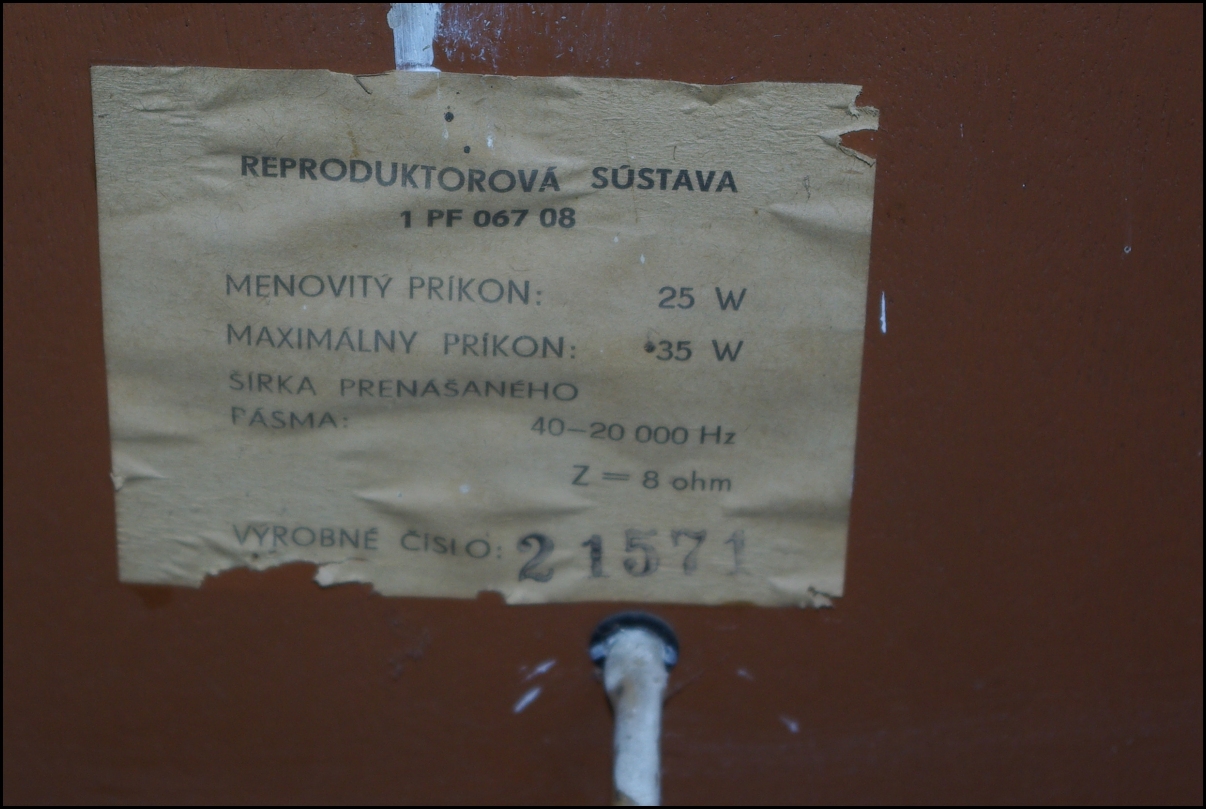 REPRODUKTOROVÁ SÚSTAVA
1 PF 067 08
MENOVITÝ PRÍKON: 25 W
MAXIMÁLNY PRÍKON: 35 W
ŠÍRKA PRENÁŠANÉHO
PÁSMA: 40–20 000 Hz
Z = 8 ohm
VÝROBNÉ ČÍSLO: 21571